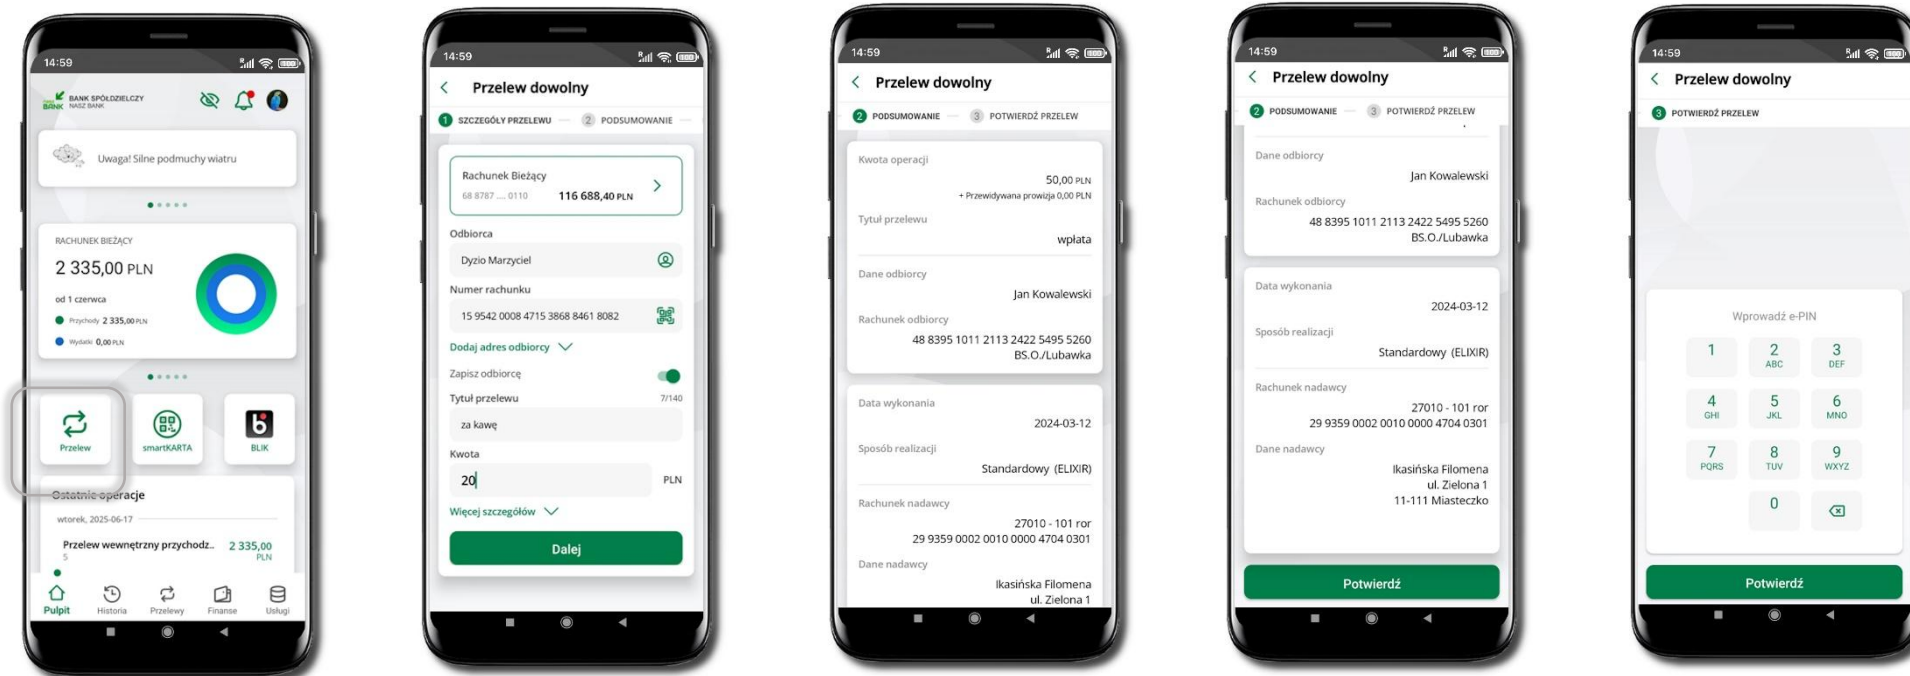 14:59
BANK SPÓŁDZIELCZY
BANK NASZ BANK
Uwaga! Silne podmuchy wiatru
RACHUNEK BIEŻĄCY
2 335,00 PLN
od 1 czerwca
Przychody 2 335,00 PLN
Wydatki 0,00 PLN
Przelew
smartKARTA
BLIK
Ostatnie operacje
wtorek, 2025-06-17
Przelew wewnętrzny przychodz.. 2 335,00
S PLN
Pulpit Historia Przelewy Finanse Usługi
14:59
Przelew dowolny
1 SZCZEGÓŁY PRZELEWU 2 PODSUMOWANIE
Rachunek Bieżący
68 8787 .... 0110 116 688,40 PLN
Odbiorca
Dyzio Marzyciel
Numer rachunku
15 9542 0008 4715 3868 8461 8082
Dodaj adres odbiorcy
Zapisz odbiorcę
Tytuł przelewu 7/140
za kawę
Kwota
20 PLN
Więcej szczegółów
Dalej
14:59
Przelew dowolny
2 PODSUMOWANIE 3 POTWIERDŹ PRZELEW
Kwota operacji
50,00 PLN
+ Przewidywana prowizja 0,00 PLN
Tytuł przelewu
wpłata
Dane odbiorcy
Jan Kowalewski
Rachunek odbiorcy
48 8395 1011 2113 2422 5495 5260
BS.O./Lubawka
Data wykonania
2024-03-12
Sposób realizacji
Standardowy (ELIXIR)
Rachunek nadawcy
27010 - 101 ror
29 9359 0002 0010 0000 4704 0301
Dane nadawcy
Ikasińska Filomena
ul. Zielona 1
14:59
Przelew dowolny
2 PODSUMOWANIE 3 POTWIERDŹ PRZELEW
Dane odbiorcy
Jan Kowalewski
Rachunek odbiorcy
48 8395 1011 2113 2422 5495 5260
BS.O./Lubawka
Data wykonania
2024-03-12
Sposób realizacji
Standardowy (ELIXIR)
Rachunek nadawcy
27010 - 101 ror
29 9359 0002 0010 0000 4704 0301
Dane nadawcy
Ikasińska Filomena
ul. Zielona 1
11-111 Miasteczko
Potwierdź
14:59
Przelew dowolny
3 POTWIERDŹ PRZELEW
Wprowadź e-PIN
1 2 3
ABC DEF
4 5 6
GHI JKL MNO
7 8 9
PQRS TUV WXYZ
0
Potwierdź